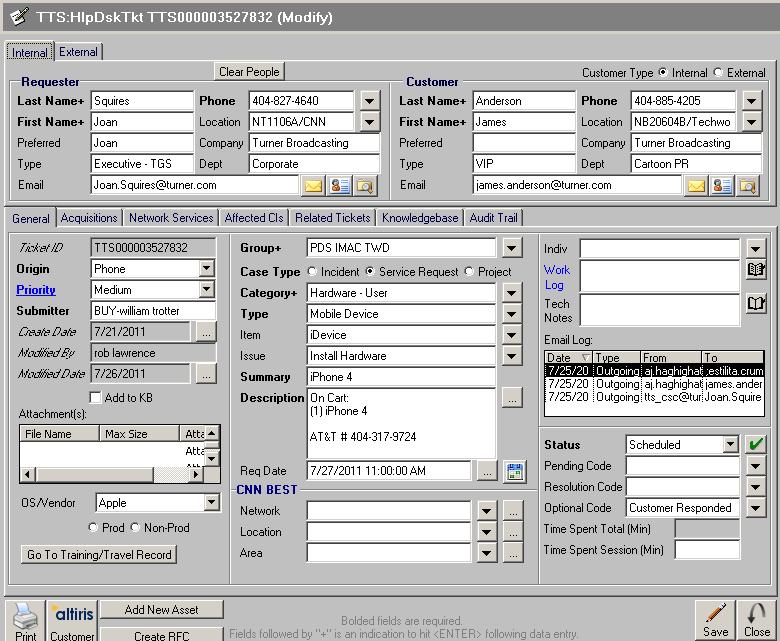 TTS:HlpDskTkt TTS000003527832 (Modify)
Internal External
Clear People
Customer Type Internal External
Requester
Last Name+ Squires Phone 404-827-4640
First Name+ Joan Location NT1106A/CNN
Preferred Joan Company Turner Broadcasting
Type Executive - TGS Dept Corporate
Email Joan.Squires@turner.com
Customer
Last Name+ Anderson Phone 404-885-4205
First Name+ James Location NB20604B/Techwo
Preferred Company Turner Broadcasting
Type VIP Dept Cartoon PR
Email james.anderson@turner.com
General Acquisitions Network Services Affected CIs Related Tickets Knowledgebase Audit Trail
Ticket ID TTS000003527832
Origin Phone
Priority Medium
Submitter BUY-william trotter
Create Date 7/21/2011 ...
Modified By rob lawrence
Modified Date 7/26/2011 ...
Add to KB
Attachment(s):
File Name Max Size Atta
Atta
Atta
OS/Vendor Apple
Prod Non-Prod
Go To Training/Travel Record
Group+ PDS IMAC TWD
Case Type Incident Service Request Project
Category+ Hardware - User
Type Mobile Device
Item iDevice
Issue Install Hardware
Summary iPhone 4
Description On Cart: ...
(1) iPhone 4
AT&T # 404-317-9724
Req Date 7/27/2011 11:00:00 AM ...
CNN BEST
Network ...
Location ...
Area ...
Indiv
Work
Log
Tech
Notes
Email Log:
Date Type From To
7/25/20 Outgoing aj.haghighat ;estilita.crum
7/25/20 Outgoing aj.haghighat james.ander
7/25/20 Outgoing tts_csc@tur Joan.Squire
Status Scheduled
Pending Code
Resolution Code
Optional Code Customer Responded
Time Spent Total (Min)
Time Spent Session (Min)
Print
altiris
Customer
Add New Asset
Create RFC
Bolded fields are required.
Fields followed by "+" is an indication to hit <ENTER> following data entry.
Save
Close